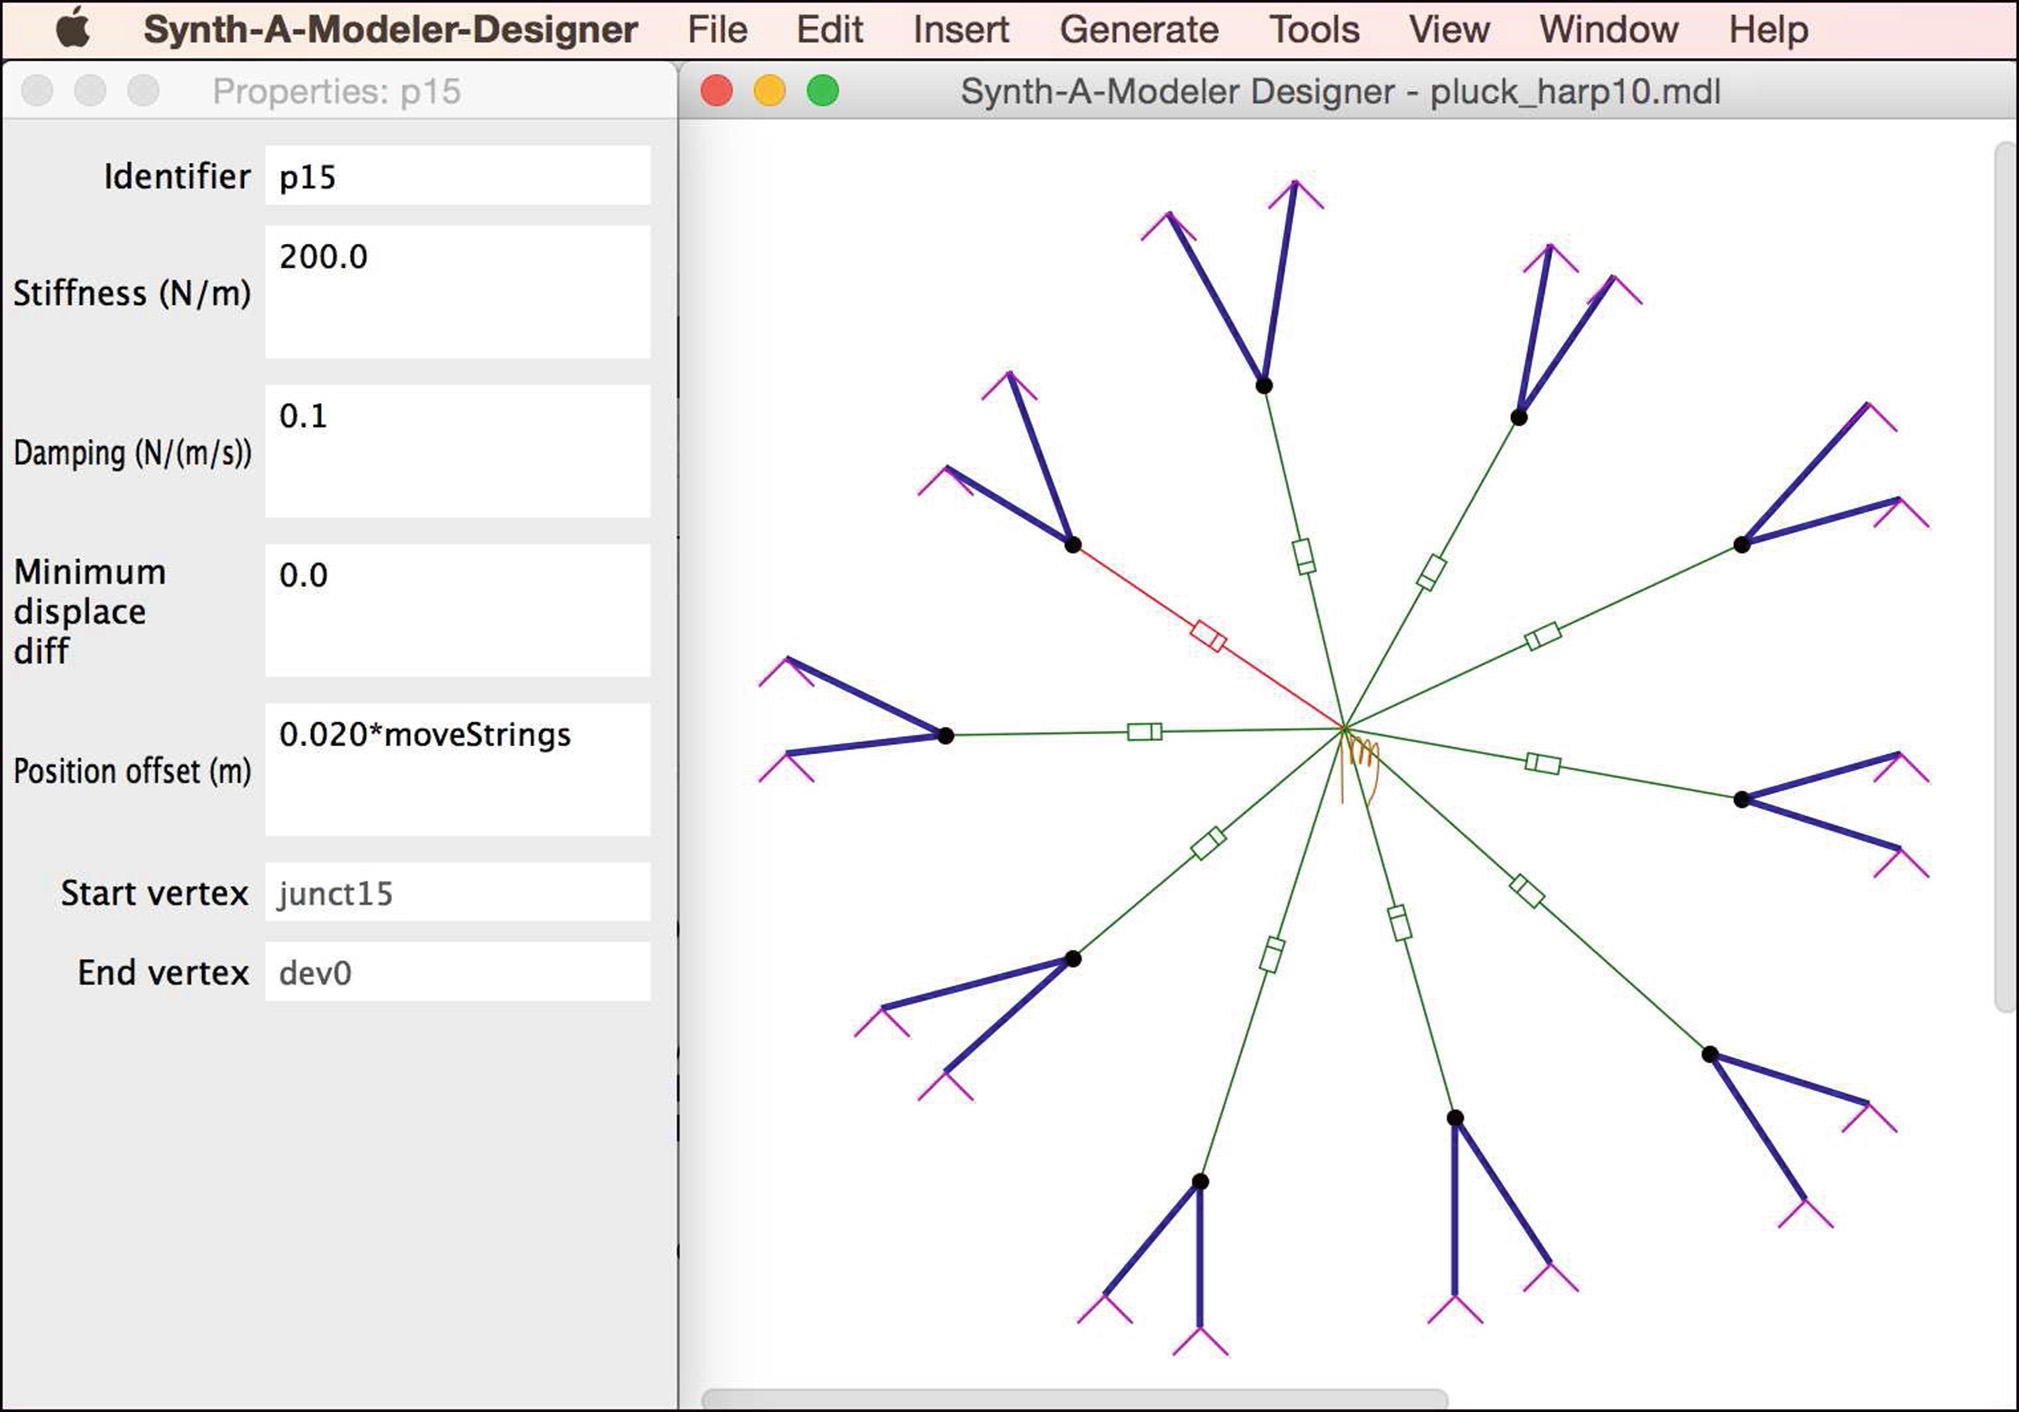 Synth-A-Modeler-Designer File Edit Insert Generate Tools View Window Help
Properties: p15
Synth-A-Modeler Designer - pluck_harp10.mdl
Identifier p15
Stiffness (N/m) 200.0
Damping (N/(m/s)) 0.1
Minimum displace diff 0.0
Position offset (m) 0.020*moveStrings
Start vertex junct15
End vertex dev0